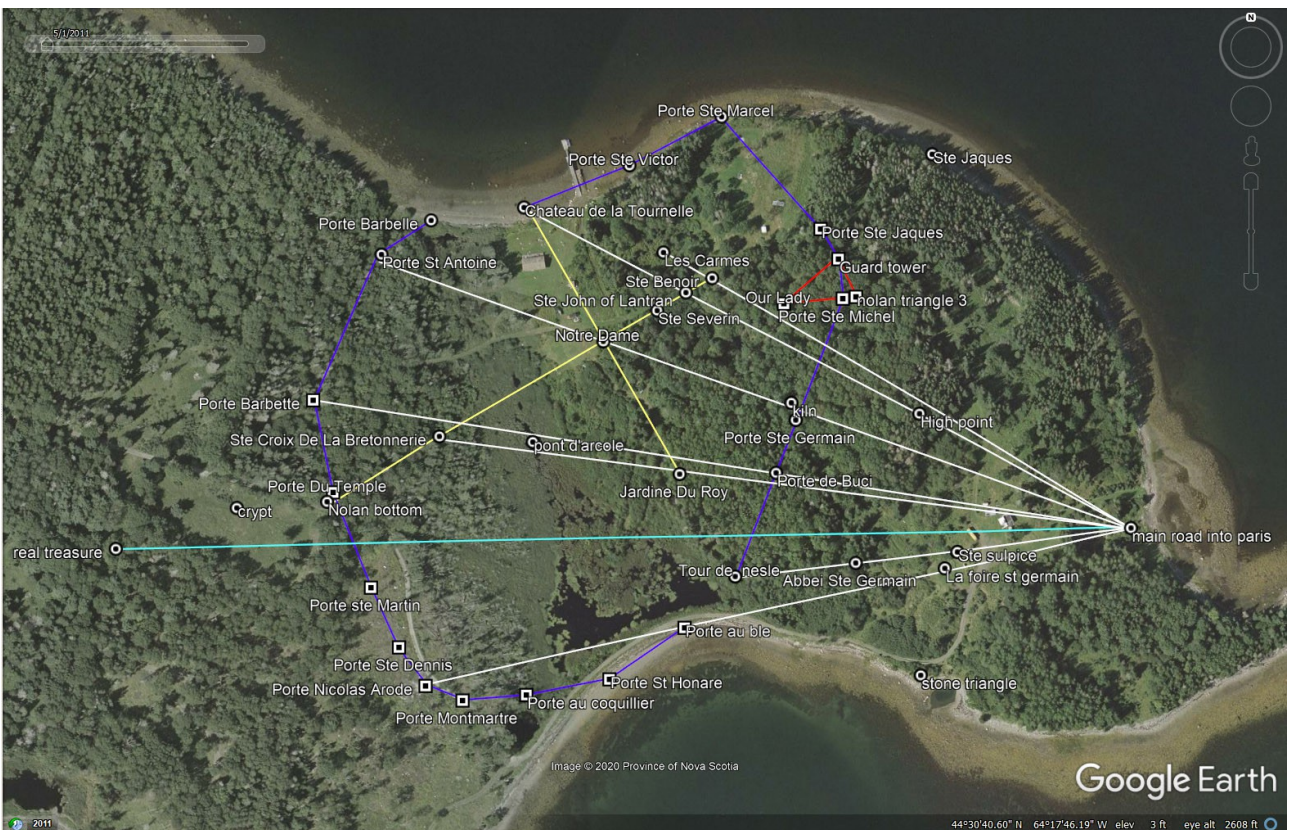 5/1/2011
N
Porte Ste Marcel
Porte Ste Victor
Ste Jaques
Chateau de la Tournelle
Porte Barbelle
Porte Ste Jaques
Porte St Antoine
Les Carmes
Guard tower
Ste Benoir
Ste John of Lantran
Our Lady
nolan triangle 3
Ste Severin
Porte Ste Michel
Notre Dame
Porte Barbette
kiln
High point
Ste Croix De La Bretonnerie
pont d'arcole
Porte Ste Germain
Porte Du Temple
Jardine Du Roy
Porte de Buci
crypt
Nolan bottom
real treasure
main road into paris
Ste sulpice
Tour de nesle
Abbei Ste Germain
La foire st germain
Porte ste Martin
Porte au ble
Porte Ste Dennis
Porte Nicolas Arode
Porte St Honare
stone triangle
Porte au coquillier
Porte Montmartre
Image © 2020 Province of Nova Scotia
Google Earth
2011
44°30'40.60" N 64°17'46.19" W elev 3 ft eye alt 2608 ft